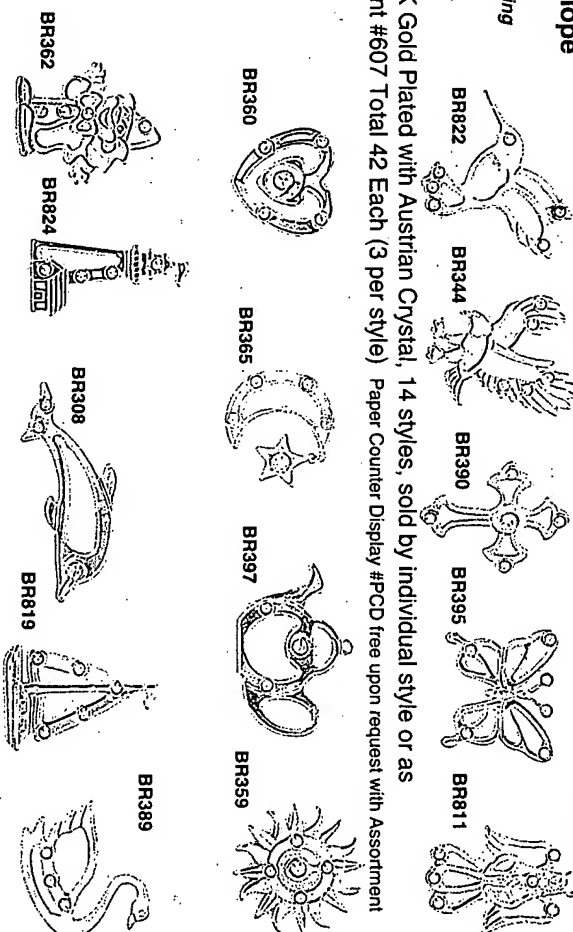 lope
ing
BR822 BR344 BR390 BR395 BR811
K Gold Plated with Austrian Crystal, 14 styles, sold by individual style or as
nt #607 Total 42 Each (3 per style) Paper Counter Display #PCD free upon request with Assortment
BR360 BR365 BR397 BR359
BR362 BR824 BR308 BR819 BR389